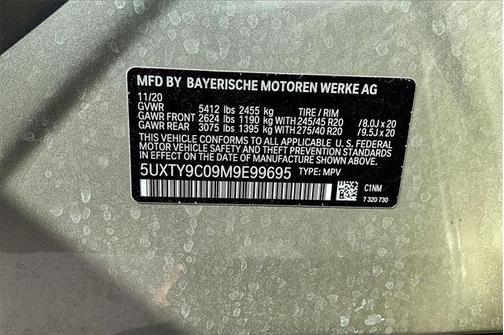 MFD BY BAYERISCHE MOTOREN WERKE AG
11/20
GVWR 5412 lbs 2455 kg TIRE / RIM
GAWR FRONT 2624 lbs 1190 kg 245/45 R20 /8.0J x 20
GAWR REAR 3075 lbs 1395 kg 275/40 R20 /9.5J x 20
THIS VEHICLE CONFORMS TO ALL APPLICABLE
U. S. FEDERAL MOTOR VEHICLE SAFETY, BUMPER,
AND THEFT PREVENTION STANDARDS IN EFFECT
ON THE DATE OF MANUFACTURE SHOWN ABOVE.
5UXTY9C09M9E99695 TYPE: MPV
C1NM
7 320 730